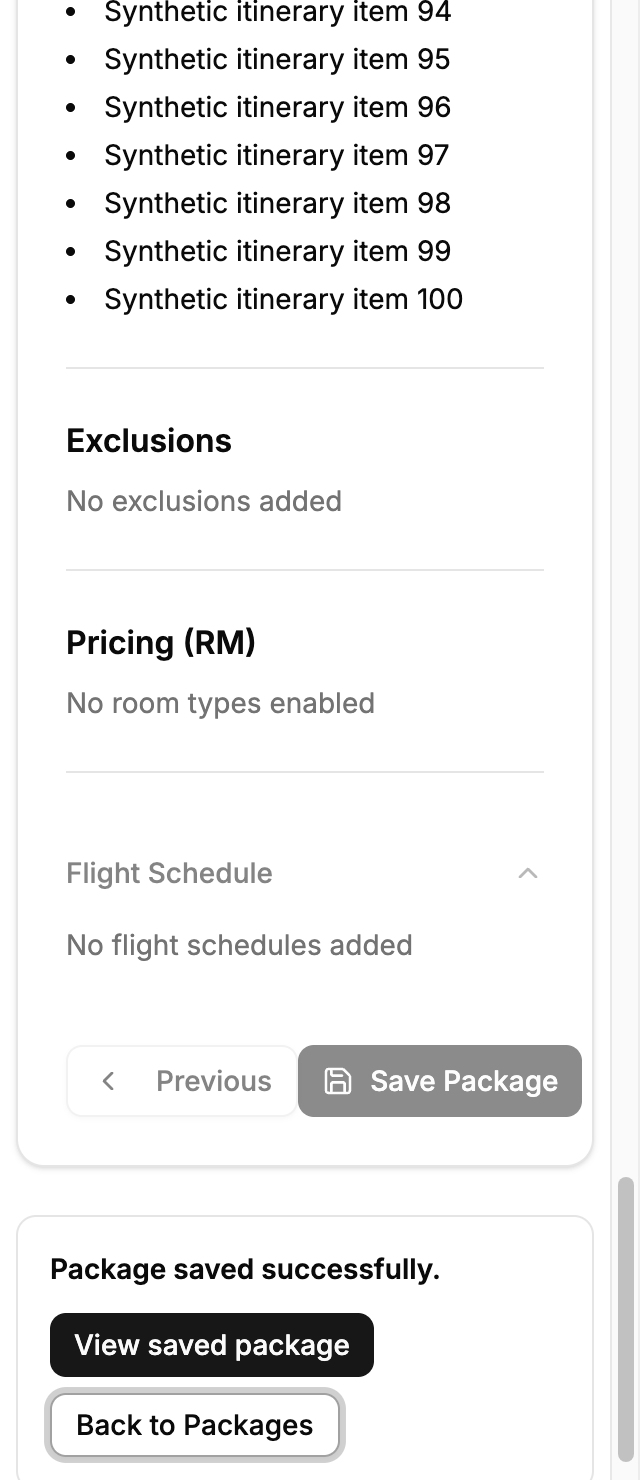 Synthetic itinerary item 94
Synthetic itinerary item 95
Synthetic itinerary item 96
Synthetic itinerary item 97
Synthetic itinerary item 98
Synthetic itinerary item 99
Synthetic itinerary item 100
Exclusions
No exclusions added
Pricing (RM)
No room types enabled
Flight Schedule
No flight schedules added
Previous
Save Package
Package saved successfully.
View saved package
Back to Packages